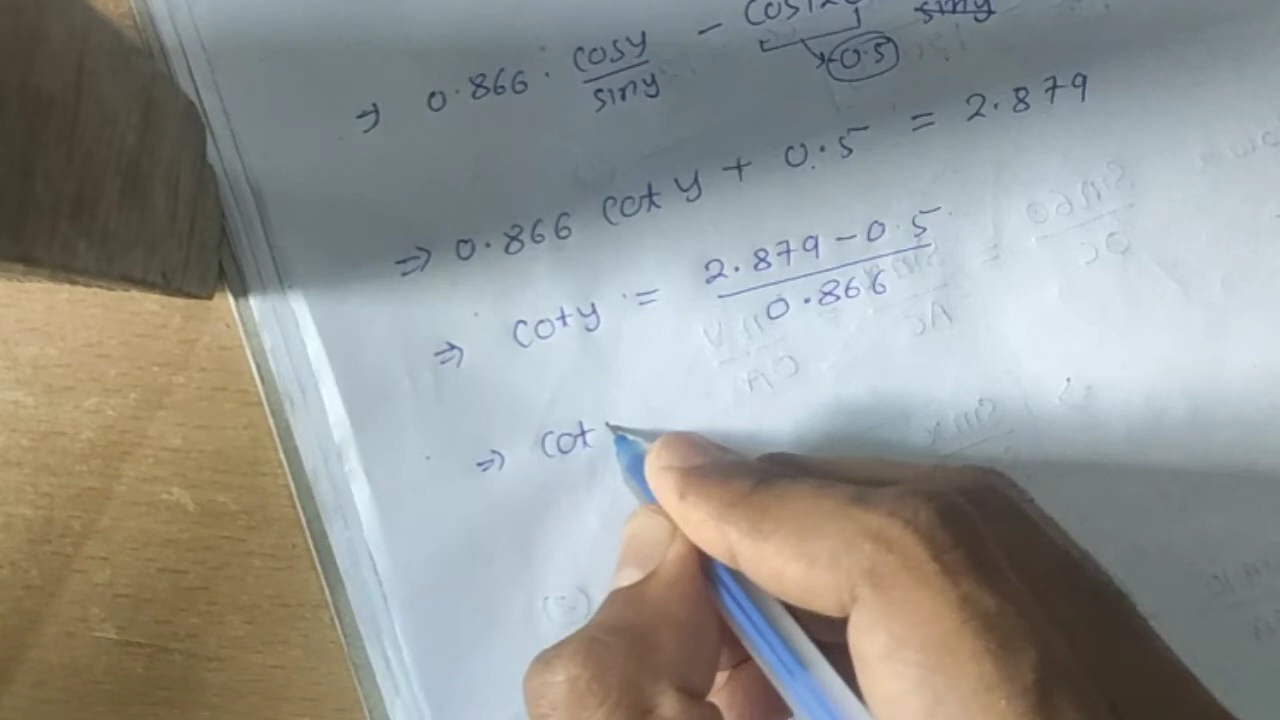 ⇒ 0.866 · cosy/siny - siny
→ -0.5
⇒ 0.866 cot y + 0.5 = 2.879
⇒ coty = 2.879 - 0.5 / 0.866
⇒ cot